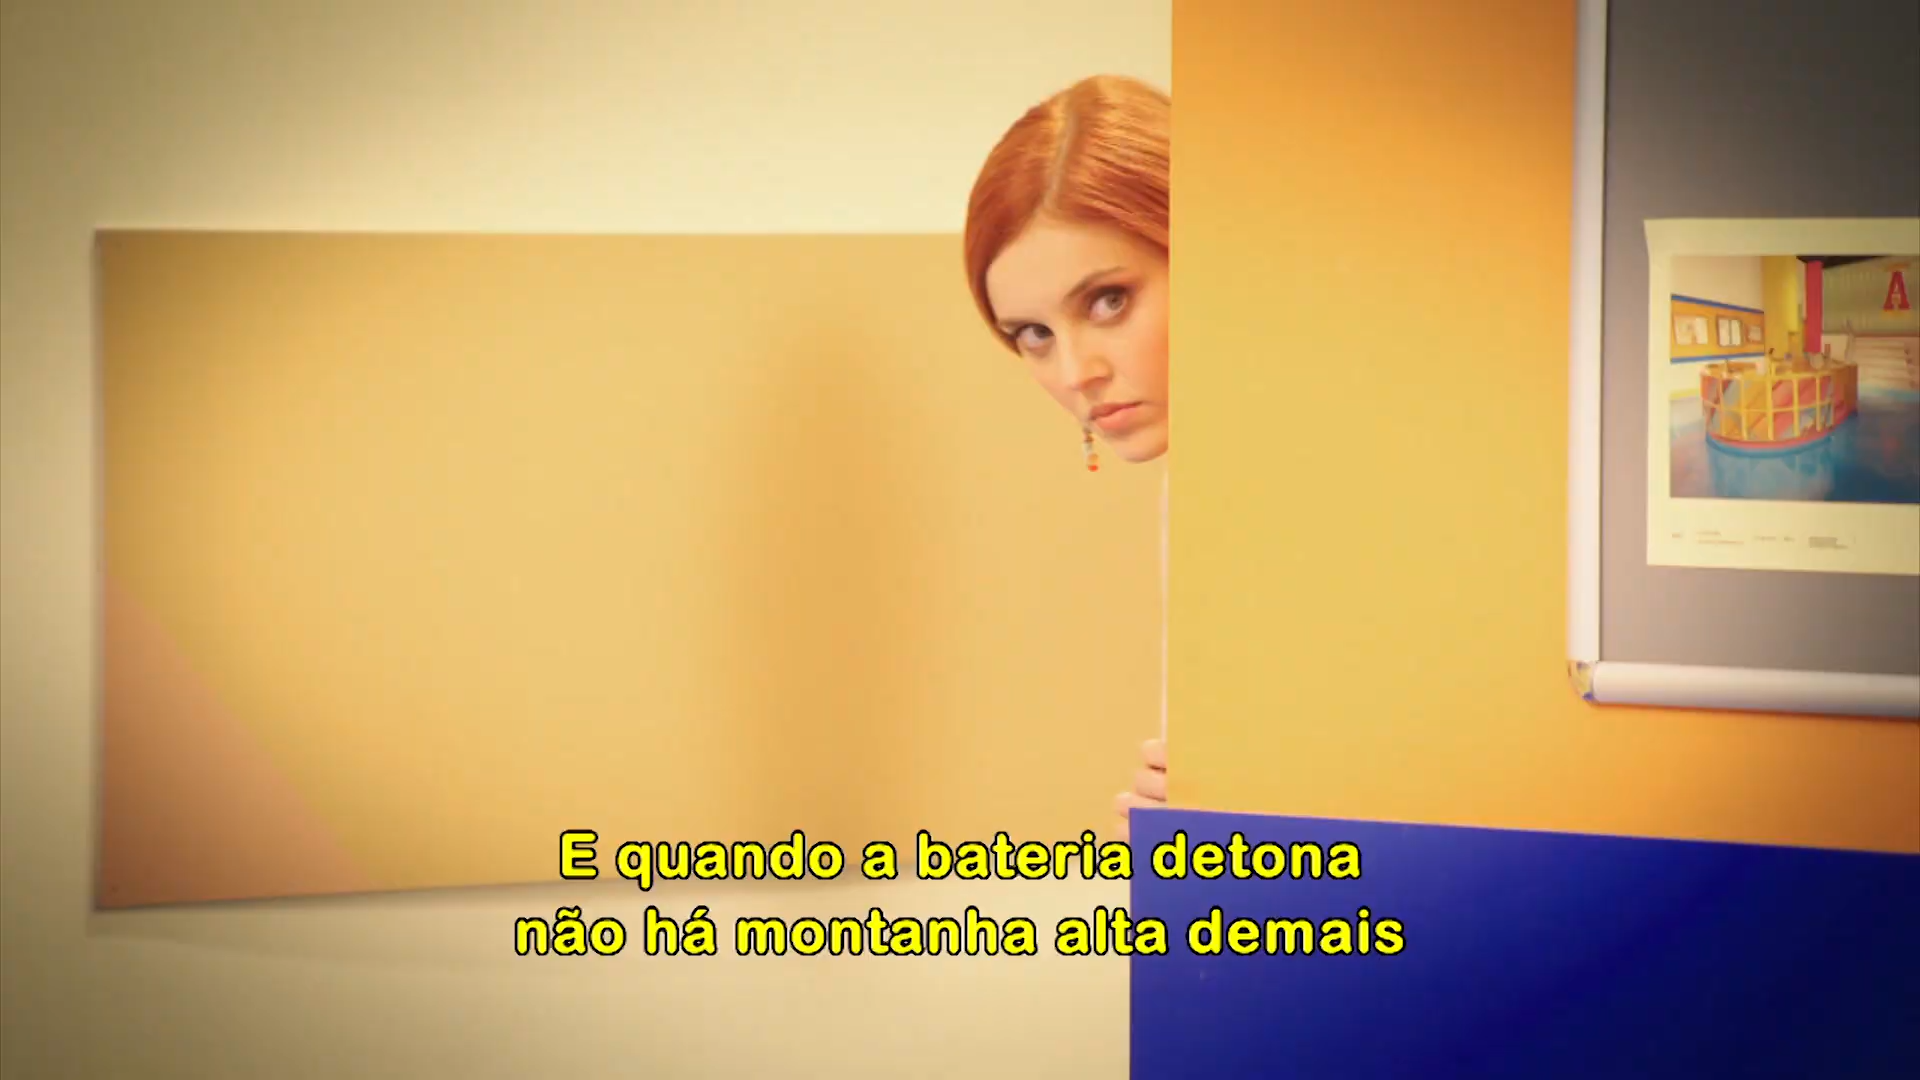 E quando a bateria detona
não há montanha alta demais
A